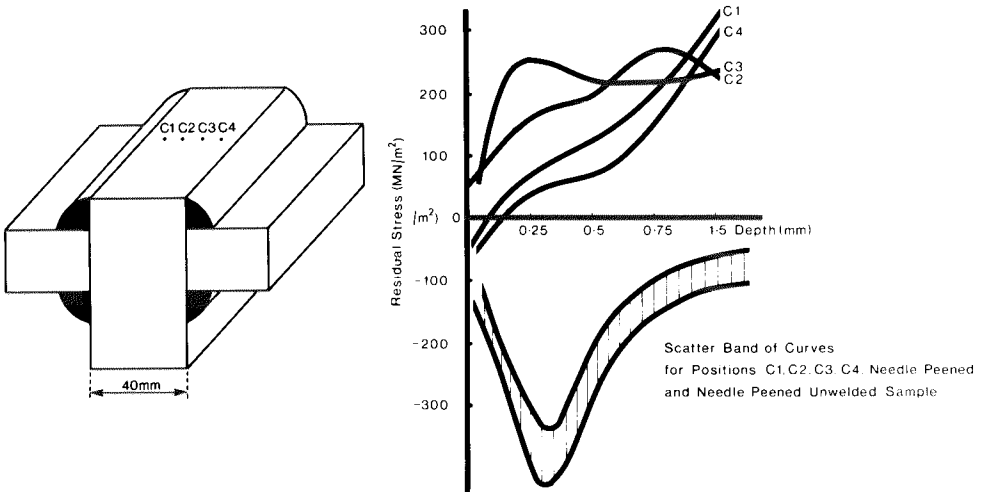 C1 C2 C3 C4
40mm
Residual Stress (MN/m²)
300
200
100
/m²) 0
-100
-200
-300
0·25 0·5 0·75 1·5 Depth(mm)
C1
C4
C3
C2
Scatter Band of Curves
for Positions C1, C2, C3, C4, Needle Peened
and Needle Peened Unwelded Sample